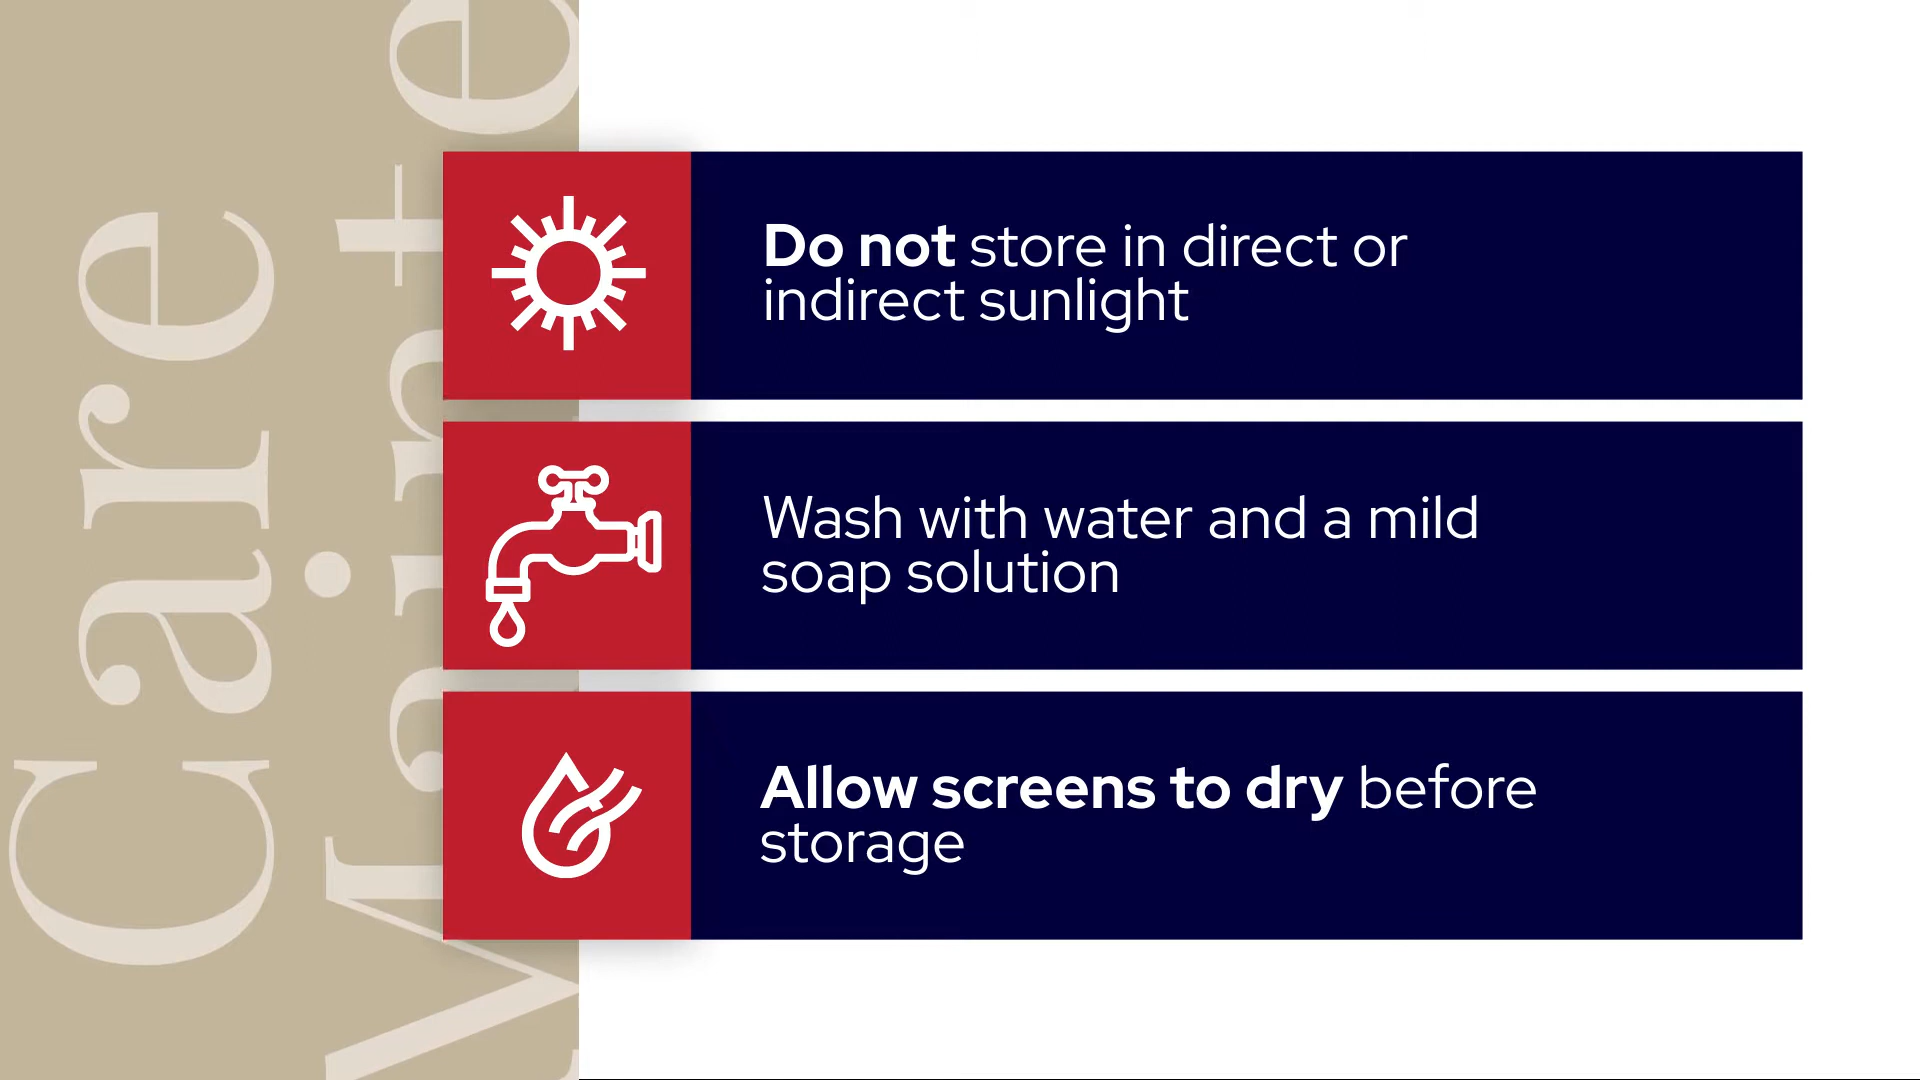 Care
Mainte
Do not store in direct or
indirect sunlight
Wash with water and a mild
soap solution
Allow screens to dry before
storage